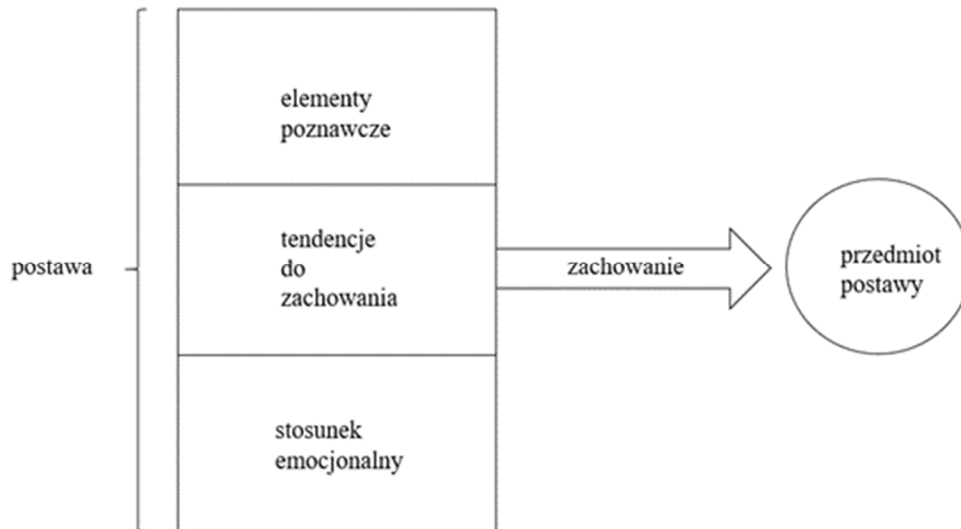 elementy
poznawcze
tendencje
do
zachowania
postawa
zachowanie
przedmiot
postawy
stosunek
emocjonalny